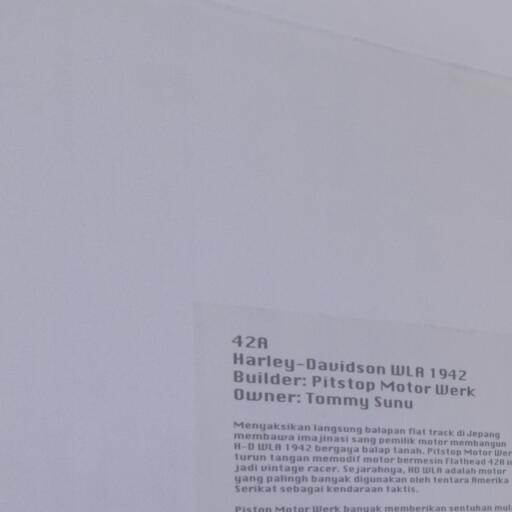 42A
Harley-Davidson WLA 1942
Builder: Pitstop Motor Werk
Owner: Tommy Sunu
Menyaksikan langsung balapan flat track di Jepang
membawa imajinasi sang pemilik motor membangun
H-D WLA 1942 bergaya balap tanah. Pitstop Motor Wer
turun tangan memodif motor bermesin Flathead 42A
jadi vintage racer. Sejarahnya, HD WLA adalah motor
yang palingh banyak digunakan oleh tentara Amerika
Serikat sebagai kendaraan taktis.
Pistop Motor Werk banyak memberikan sentuhan